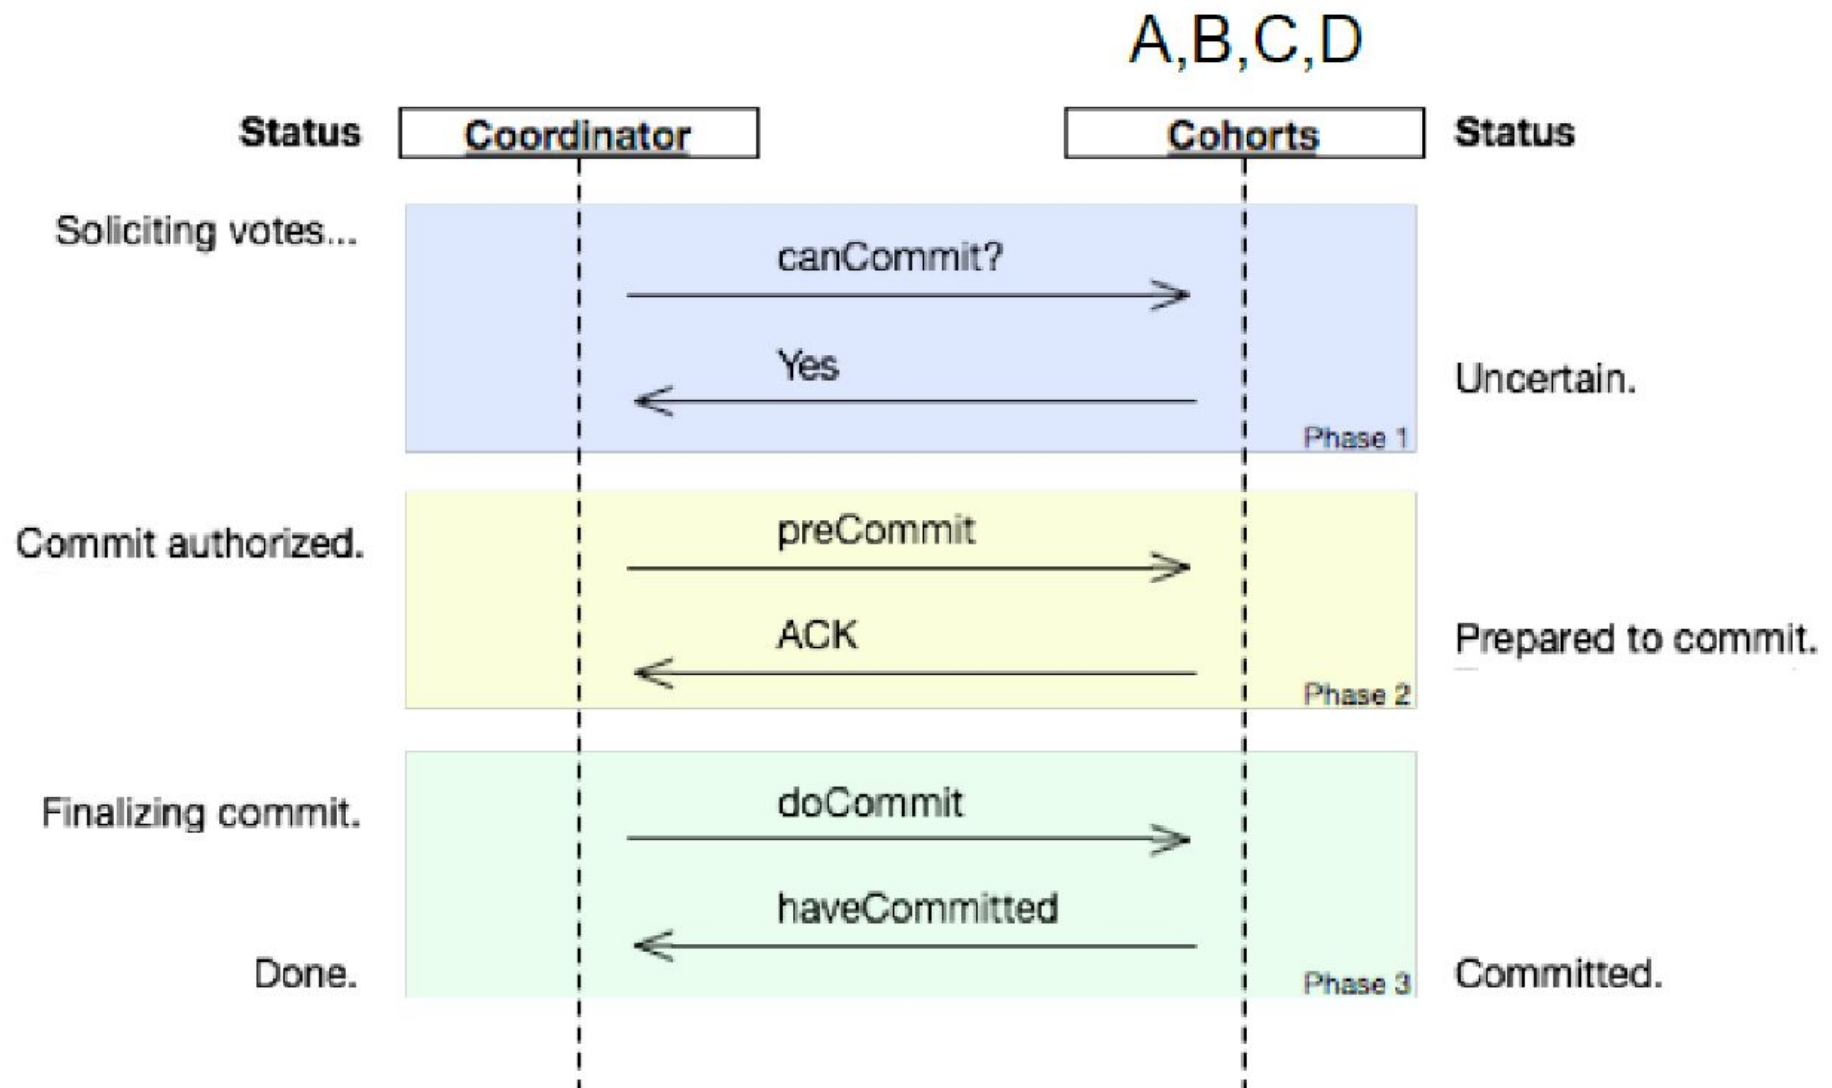 A,B,C,D
Status Coordinator Cohorts Status
Soliciting votes...
canCommit?
Yes
Uncertain.
Phase 1
preCommit
Commit authorized.
ACK
Prepared to commit.
Phase 2
doCommit
Finalizing commit.
haveCommitted
Done.
Committed.
Phase 3